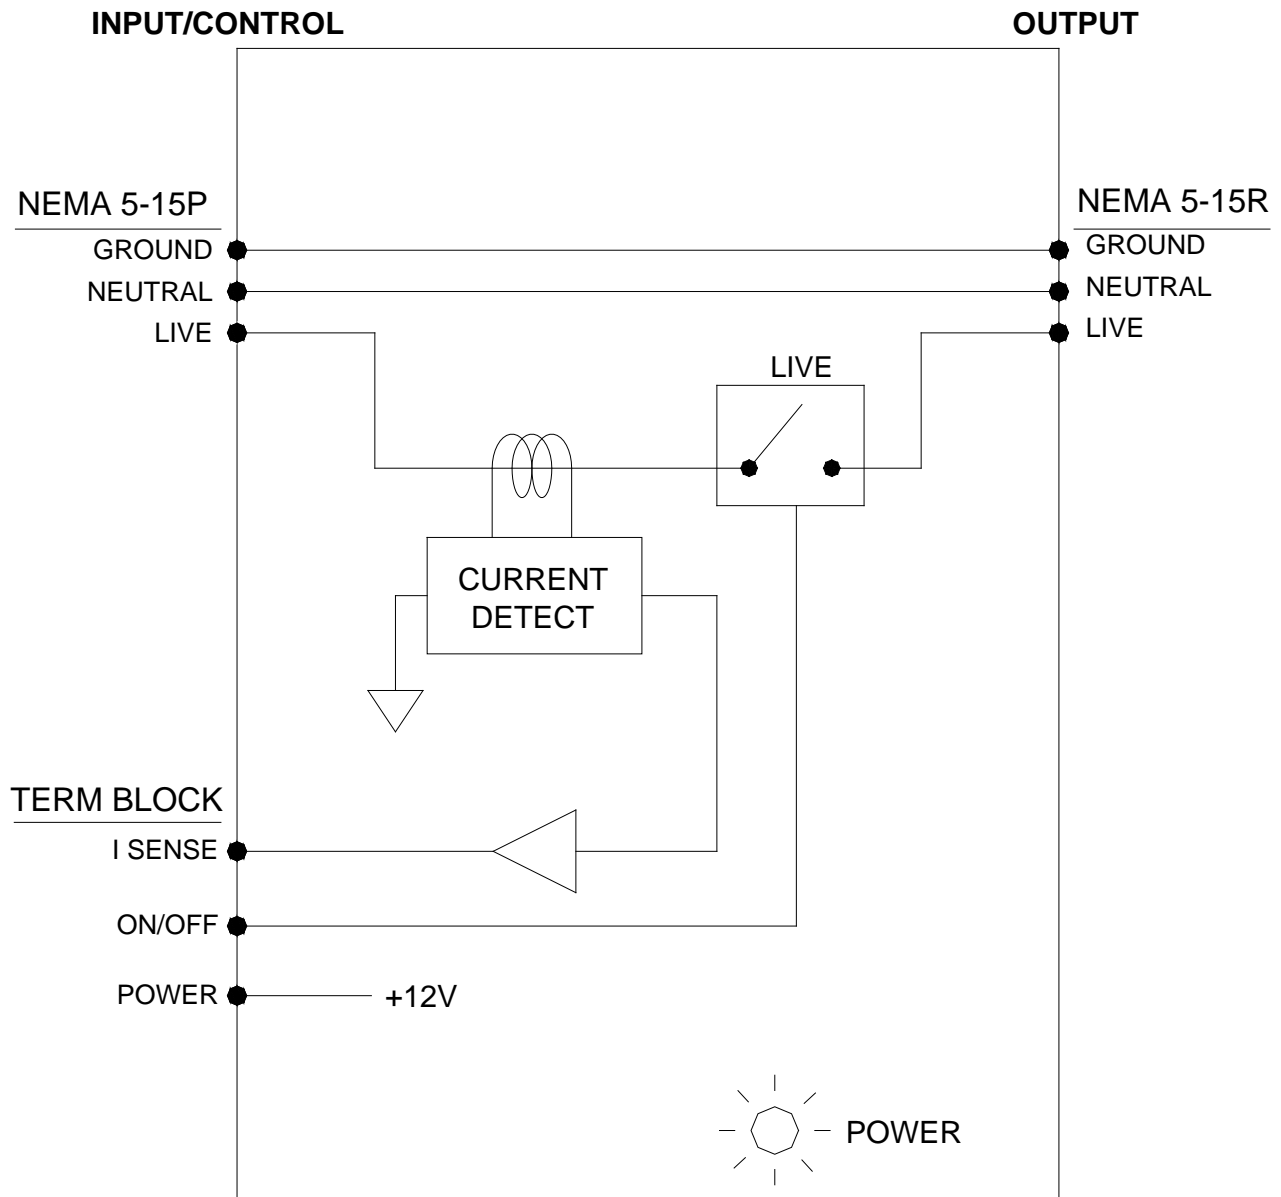 INPUT/CONTROL
OUTPUT
NEMA 5-15P
NEMA 5-15R
GROUND
GROUND
NEUTRAL
NEUTRAL
LIVE
LIVE
LIVE
CURRENT
DETECT
TERM BLOCK
I SENSE
ON/OFF
POWER
+12V
POWER